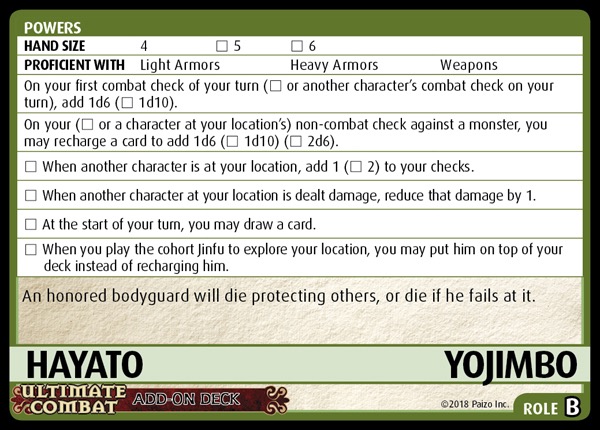 POWERS
HAND SIZE 4 ☐ 5 ☐ 6
PROFICIENT WITH Light Armors Heavy Armors Weapons
On your first combat check of your turn (☐ or another character's combat check on your
turn), add 1d6 (☐ 1d10).
On your (☐ or a character at your location's) non-combat check against a monster, you
may recharge a card to add 1d6 (☐ 1d10) (☐ 2d6).
☐ When another character is at your location, add 1 (☐ 2) to your checks.
☐ When another character at your location is dealt damage, reduce that damage by 1.
☐ At the start of your turn, you may draw a card.
☐ When you play the cohort Jinfu to explore your location, you may put him on top of your
deck instead of recharging him.
An honored bodyguard will die protecting others, or die if he fails at it.
HAYATO YOJIMBO
ULTIMATE
COMBAT ADD-ON DECK
©2018 Paizo Inc. ROLE B